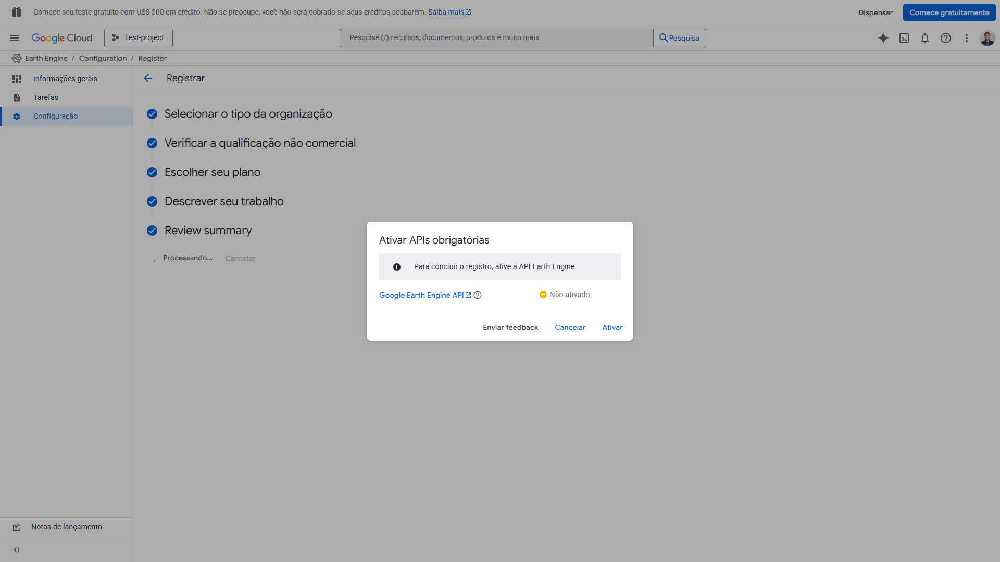 Comece seu teste gratuito com US$ 300 em crédito. Não se preocupe, você não será cobrado se seus créditos acabarem. Saiba mais
Dispensar
Comece gratuitamente
Google Cloud
Test-project
Pesquise (/) recursos, documentos, produtos e muito mais
Pesquisa
Earth Engine / Configuration / Register
Informações gerais
Tarefas
Configuração
Registrar
Selecionar o tipo da organização
Verificar a qualificação não comercial
Escolher seu plano
Descrever seu trabalho
Review summary
Processando...
Cancelar
Ativar APIs obrigatórias
Para concluir o registro, ative a API Earth Engine.
Google Earth Engine API
Não ativado
Enviar feedback
Cancelar
Ativar
Notas de lançamento